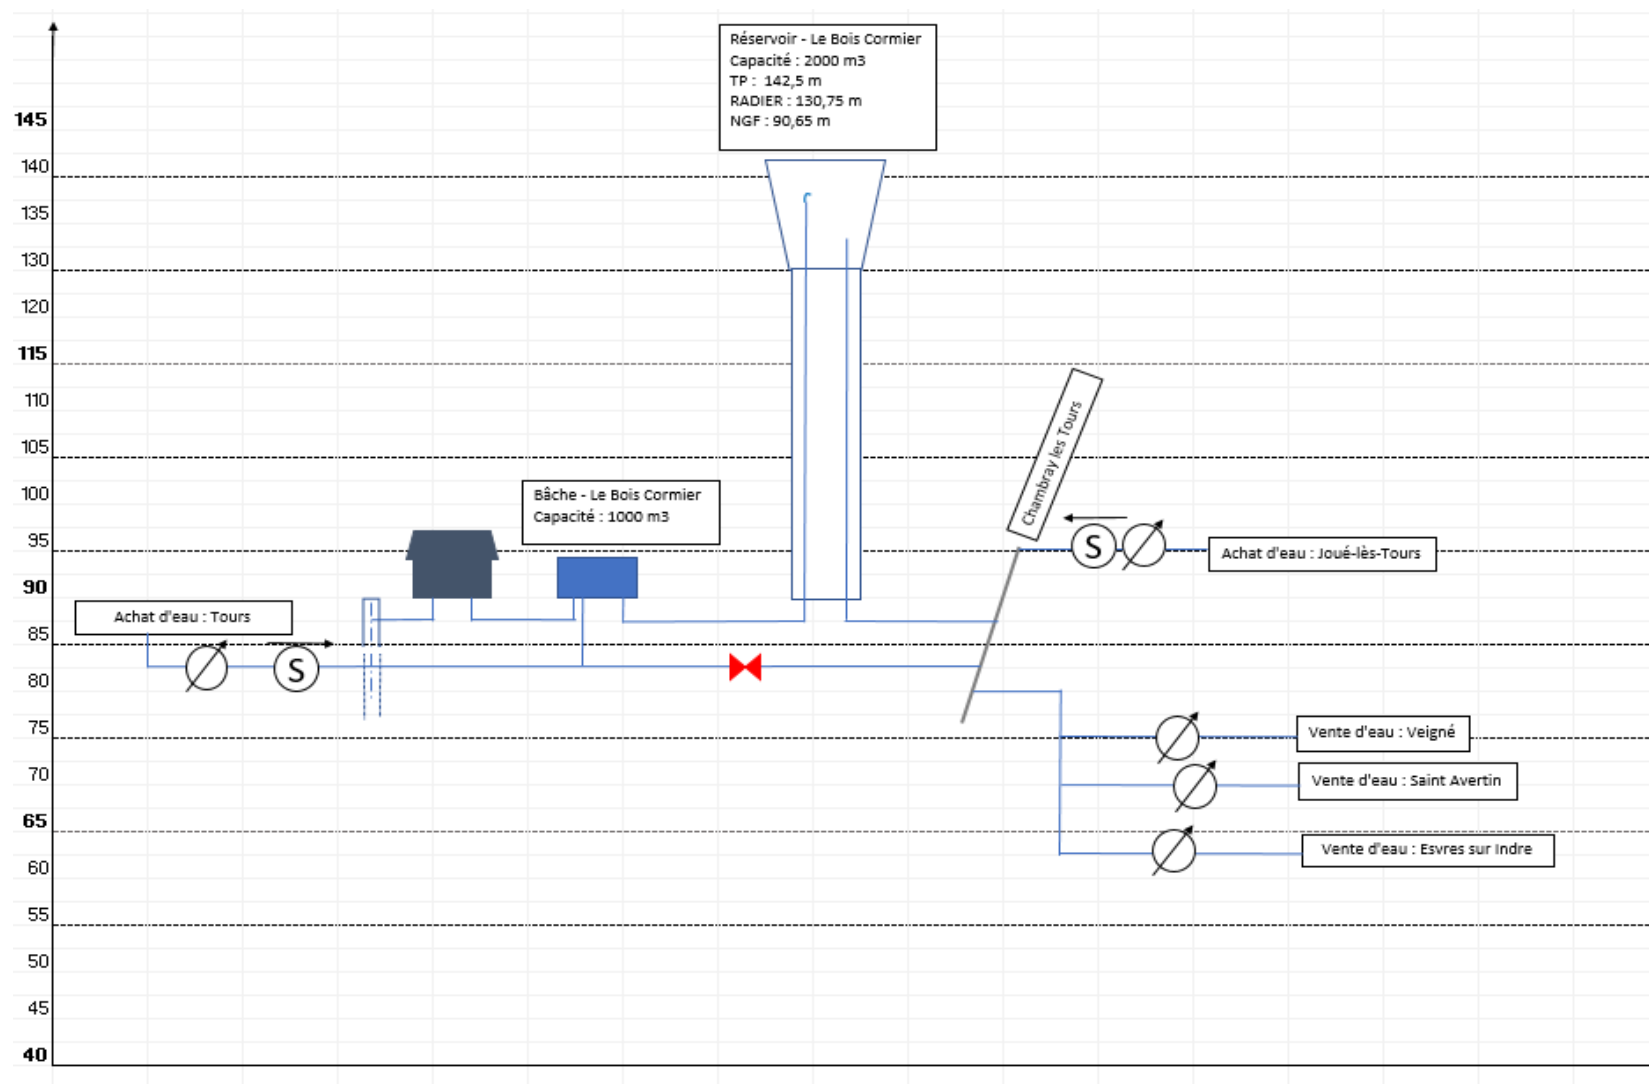 Réservoir - Le Bois Cormier
Capacité : 2000 m3
TP : 142,5 m
RADIER : 130,75 m
NGF : 90,65 m
145
140
135
130
120
115
110
105
100
95
90
85
80
75
70
65
60
55
50
45
40
Chambray les Tours
Bâche - Le Bois Cormier
Capacité : 1000 m3
S
Achat d'eau : Joué-lès-Tours
Achat d'eau : Tours
S
Vente d'eau : Veigné
Vente d'eau : Saint Avertin
Vente d'eau : Esvres sur Indre